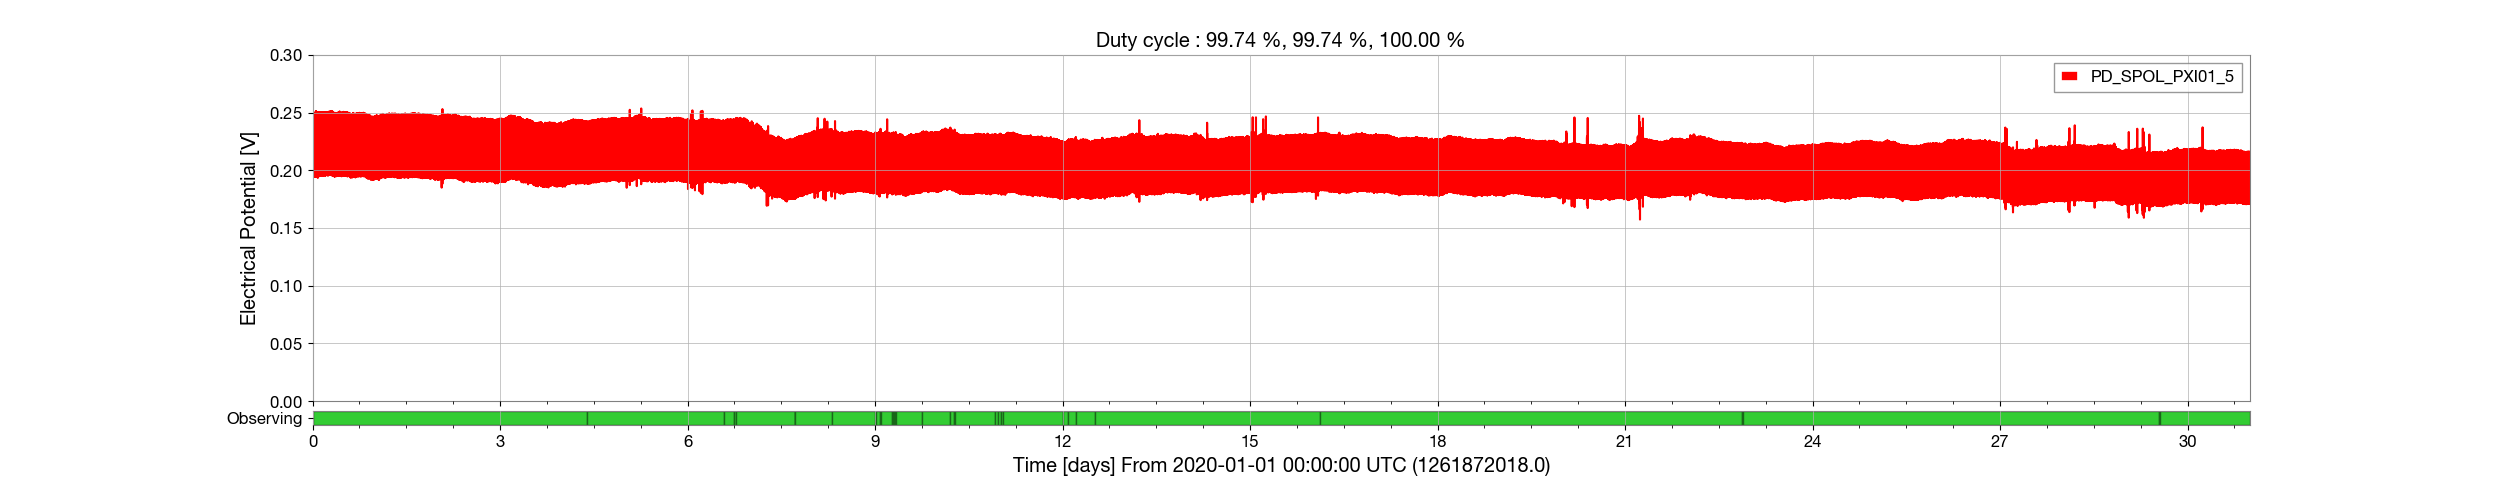 Duty cycle : 99.74 %, 99.74 %, 100.00 %
PD_SPOL_PXI01_5
Electrical Potential [V]
0.30
0.25
0.20
0.15
0.10
0.05
0.00
Observing
0 3 6 9 12 15 18 21 24 27 30
Time [days] From 2020-01-01 00:00:00 UTC (1261872018.0)